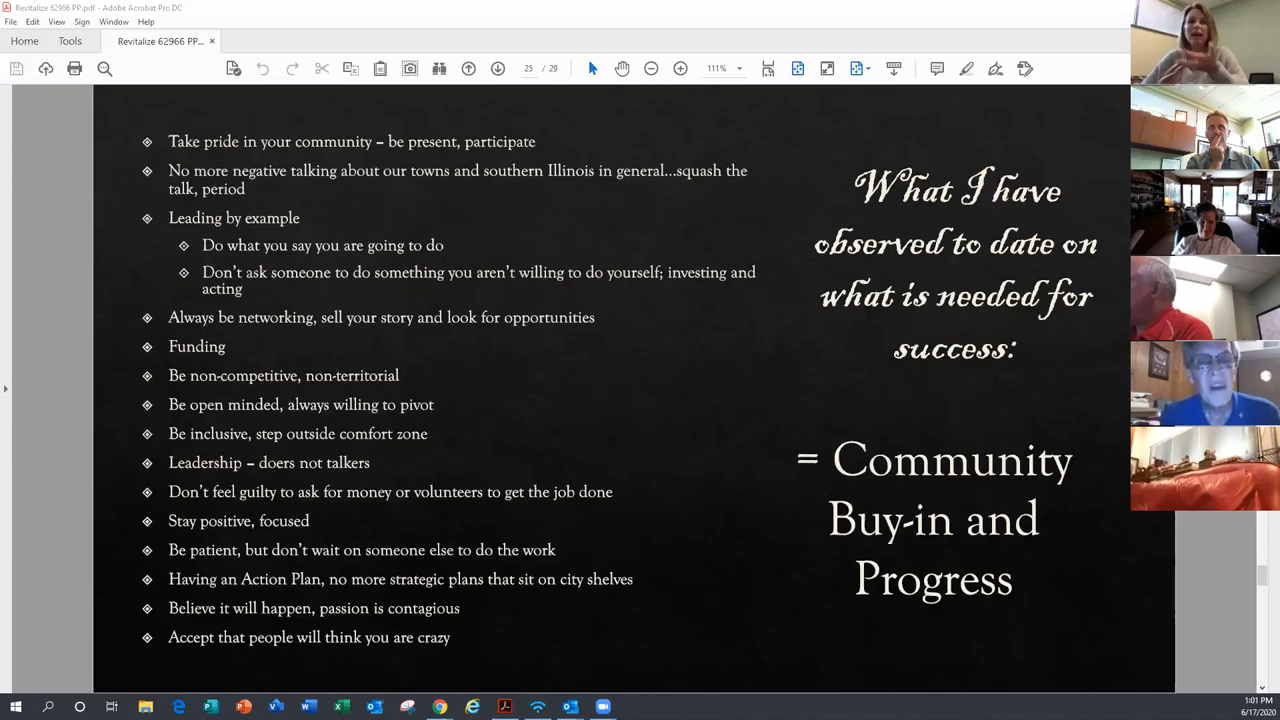 Revitalize 62966 PP.pdf - Adobe Acrobat Pro DC
File Edit View Sign Window Help
Home Tools Revitalize 62966 PP... ×
25 / 29 111%
Take pride in your community – be present, participate
No more negative talking about our towns and southern Illinois in general...squash the
talk, period
Leading by example
Do what you say you are going to do
Don't ask someone to do something you aren't willing to do yourself; investing and
acting
Always be networking, sell your story and look for opportunities
Funding
Be non-competitive, non-territorial
Be open minded, always willing to pivot
Be inclusive, step outside comfort zone
Leadership – doers not talkers
Don't feel guilty to ask for money or volunteers to get the job done
Stay positive, focused
Be patient, but don't wait on someone else to do the work
Having an Action Plan, no more strategic plans that sit on city shelves
Believe it will happen, passion is contagious
Accept that people will think you are crazy
What I have
observed to date on
what is needed for
success:
= Community
Buy-in and
Progress
1:01 PM
6/17/2020